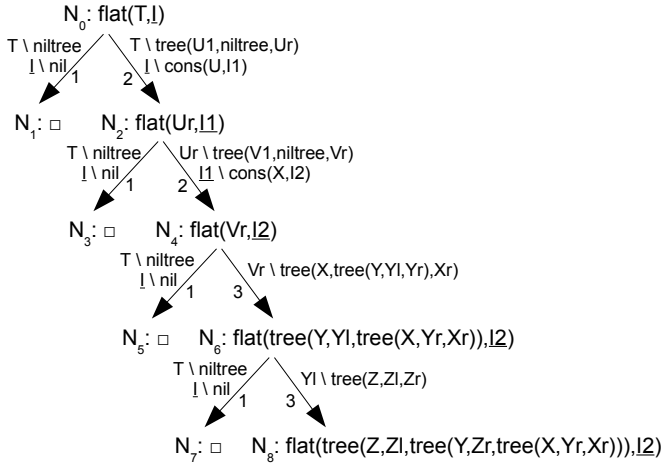 N0: flat(T,I)
T \ niltree T \ tree(U1,niltree,Ur)
I \ nil 1 2 I \ cons(U,I1)
N1: □ N2: flat(Ur,I1)
T \ niltree Ur \ tree(V1,niltree,Vr)
I \ nil 1 2 I1 \ cons(X,I2)
N3: □ N4: flat(Vr,I2)
T \ niltree Vr \ tree(X,tree(Y,Yl,Yr),Xr)
I \ nil 1 3
N5: □ N6: flat(tree(Y,Yl,tree(X,Yr,Xr)),I2)
T \ niltree Yl \ tree(Z,Zl,Zr)
I \ nil 1 3
N7: □ N8: flat(tree(Z,Zl,tree(Y,Zr,tree(X,Yr,Xr))),I2)